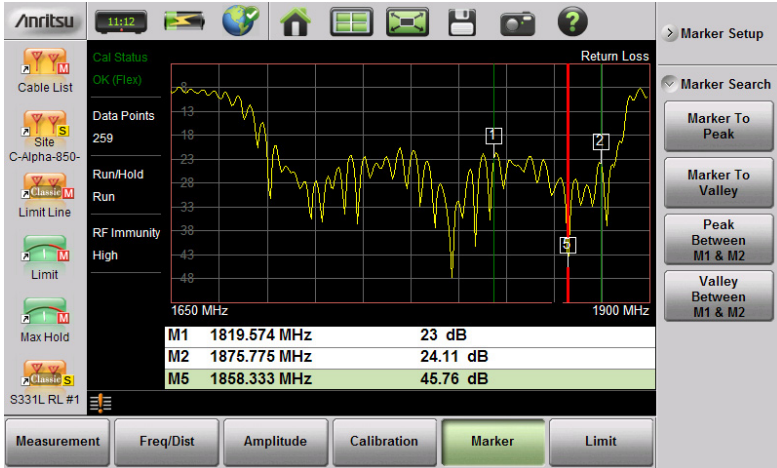 Anritsu
11:12
?
Marker Setup
M
Cable List
S
Site
C-Alpha-850-
Classic M
Limit Line
M
Limit
M
Max Hold
Classic S
S331L RL #1
Cal Status
OK (Flex)
Data Points
259
Run/Hold
Run
RF Immunity
High
Return Loss
8
-13
-18
-23
-28
-33
-38
-43
-48
1
2
5
1650 MHz
1900 MHz
M1 1819.574 MHz 23 dB
M2 1875.775 MHz 24.11 dB
M5 1858.333 MHz 45.76 dB
Marker Search
Marker To
Peak
Marker To
Valley
Peak
Between
M1 & M2
Valley
Between
M1 & M2
Measurement
Freq/Dist
Amplitude
Calibration
Marker
Limit